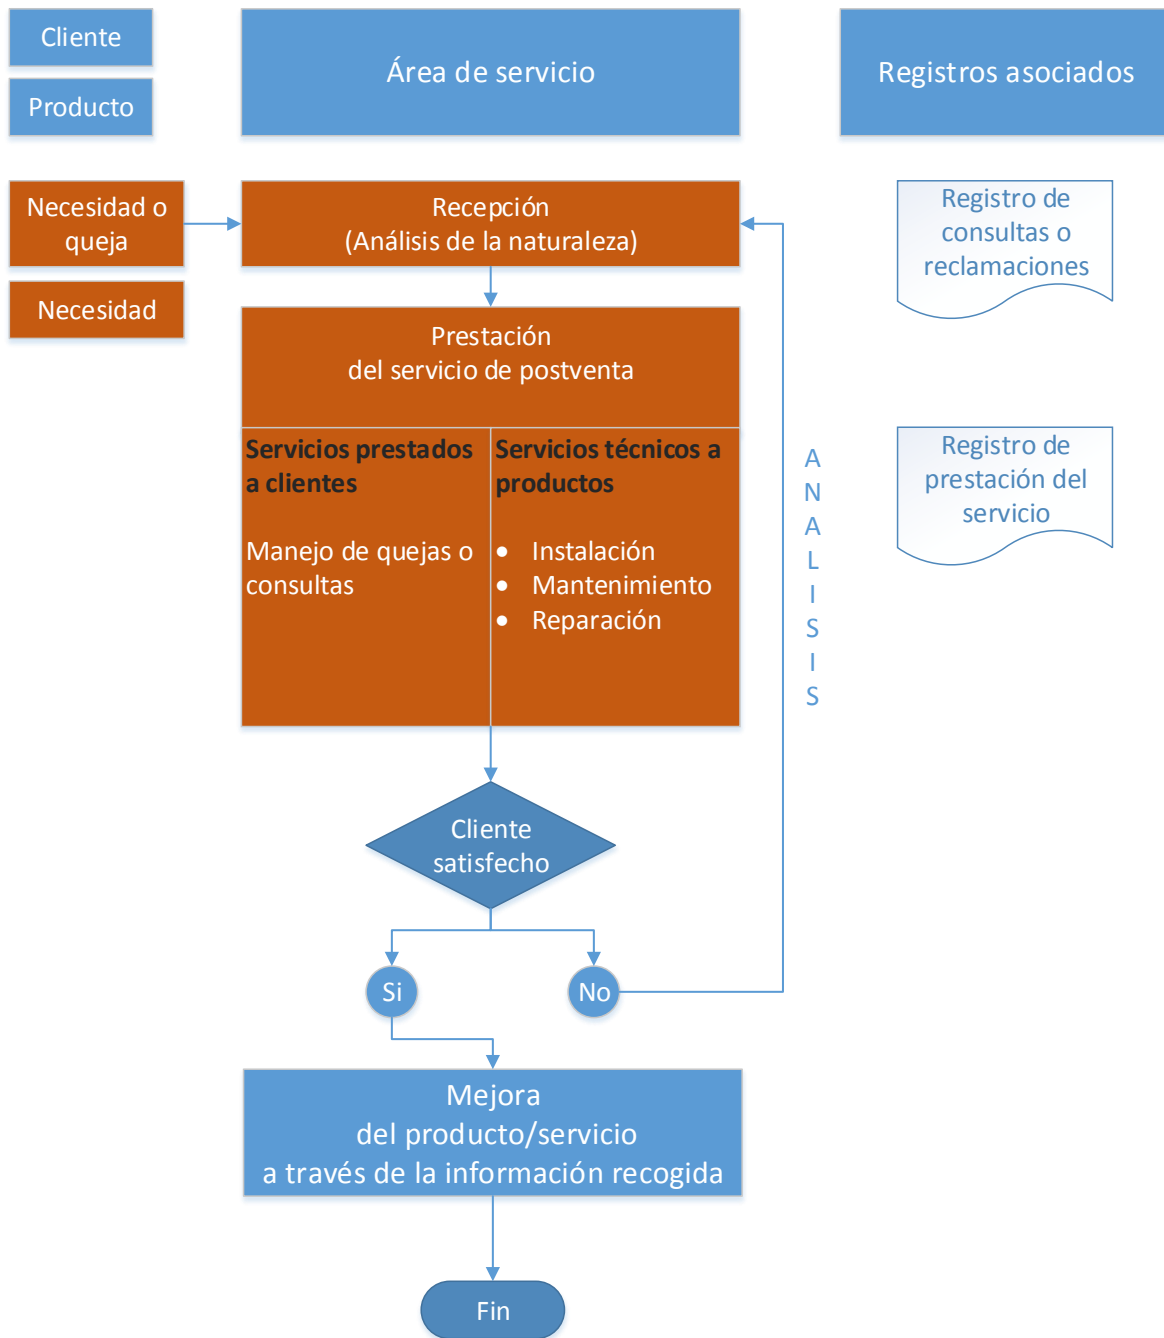 Cliente
Producto
Área de servicio
Registros asociados
Necesidad o
queja
Necesidad
Recepción
(Análisis de la naturaleza)
Registro de
consultas o
reclamaciones
Prestación
del servicio de postventa
Servicios prestados
a clientes
Manejo de quejas o
consultas
Servicios técnicos a
productos
• Instalación
• Mantenimiento
• Reparación
A
N
A
L
I
S
I
S
Registro de
prestación del
servicio
Cliente
satisfecho
Si
No
Mejora
del producto/servicio
a través de la información recogida
Fin